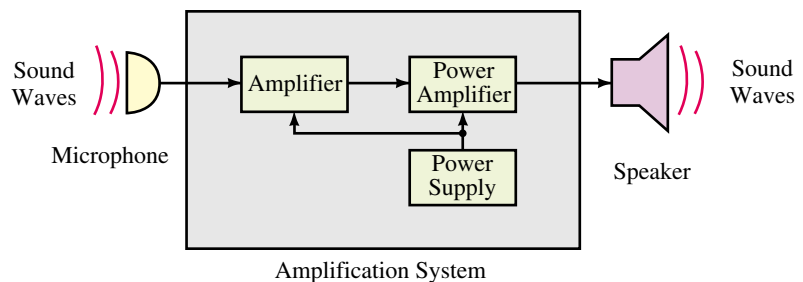 Sound
Waves
Microphone
Amplifier
Power
Amplifier
Power
Supply
Speaker
Sound
Waves
Amplification System